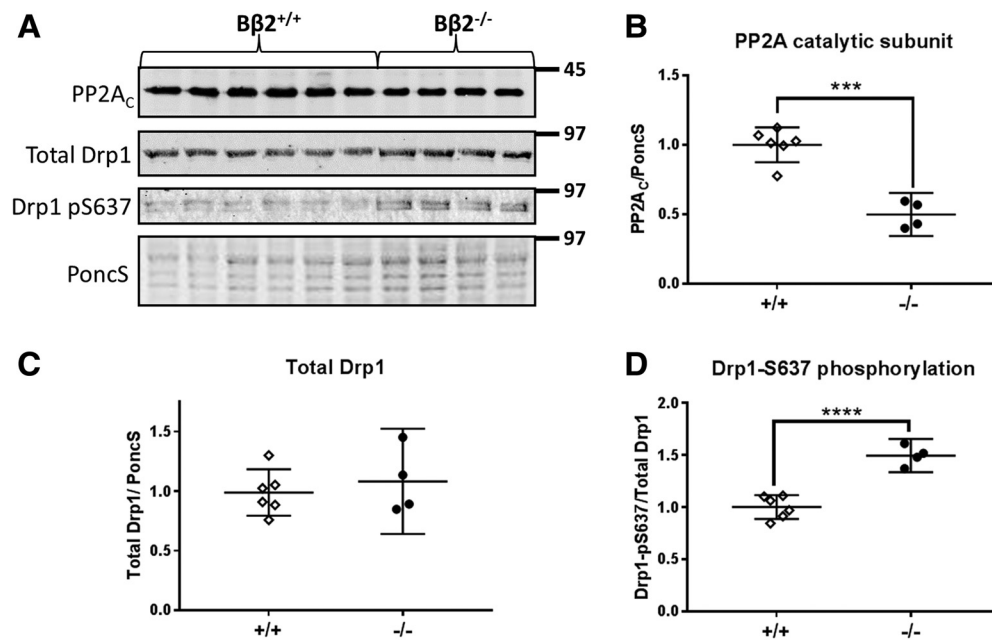 A
Bβ2+/+
Bβ2-/-
45
PP2AC
97
Total Drp1
97
Drp1 pS637
97
PoncS
B
PP2A catalytic subunit
***
1.5
1.0
0.5
0.0
PP2AC/PoncS
+/+
-/-
C
Total Drp1
1.5
1.0
0.5
0.0
Total Drp1/ PoncS
+/+
-/-
D
Drp1-S637 phosphorylation
****
2.0
1.5
1.0
0.5
0.0
Drp1-pS637/Total Drp1
+/+
-/-